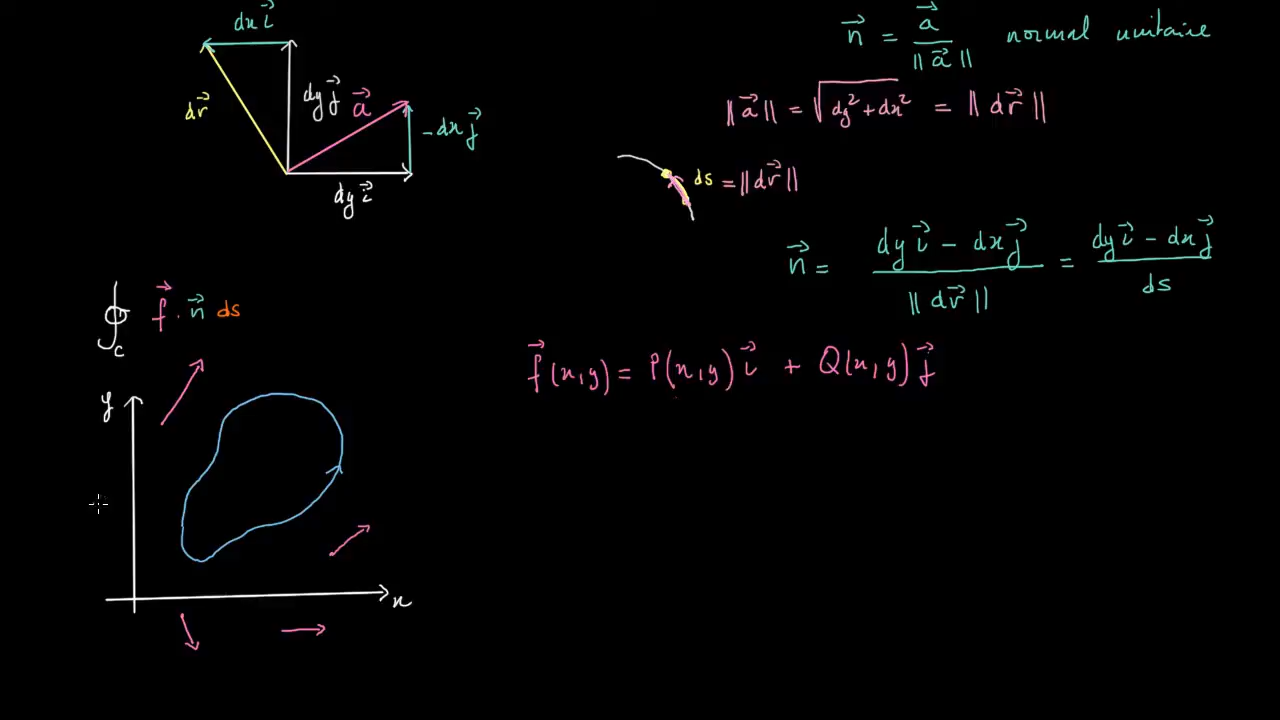 dx i⃗
dr⃗
dy j⃗
a⃗
-dx j⃗
dy i⃗
n⃗ = a⃗ / ||a⃗|| normal unitaire
||a⃗|| = √(dy² + dx²) = ||dr⃗||
ds = ||dr⃗||
n⃗ = (dy i⃗ - dx j⃗) / ||dr⃗|| = (dy i⃗ - dx j⃗) / ds
∮c f⃗ . n⃗ ds
f⃗(x,y) = P(x,y) i⃗ + Q(x,y) j⃗
y
x